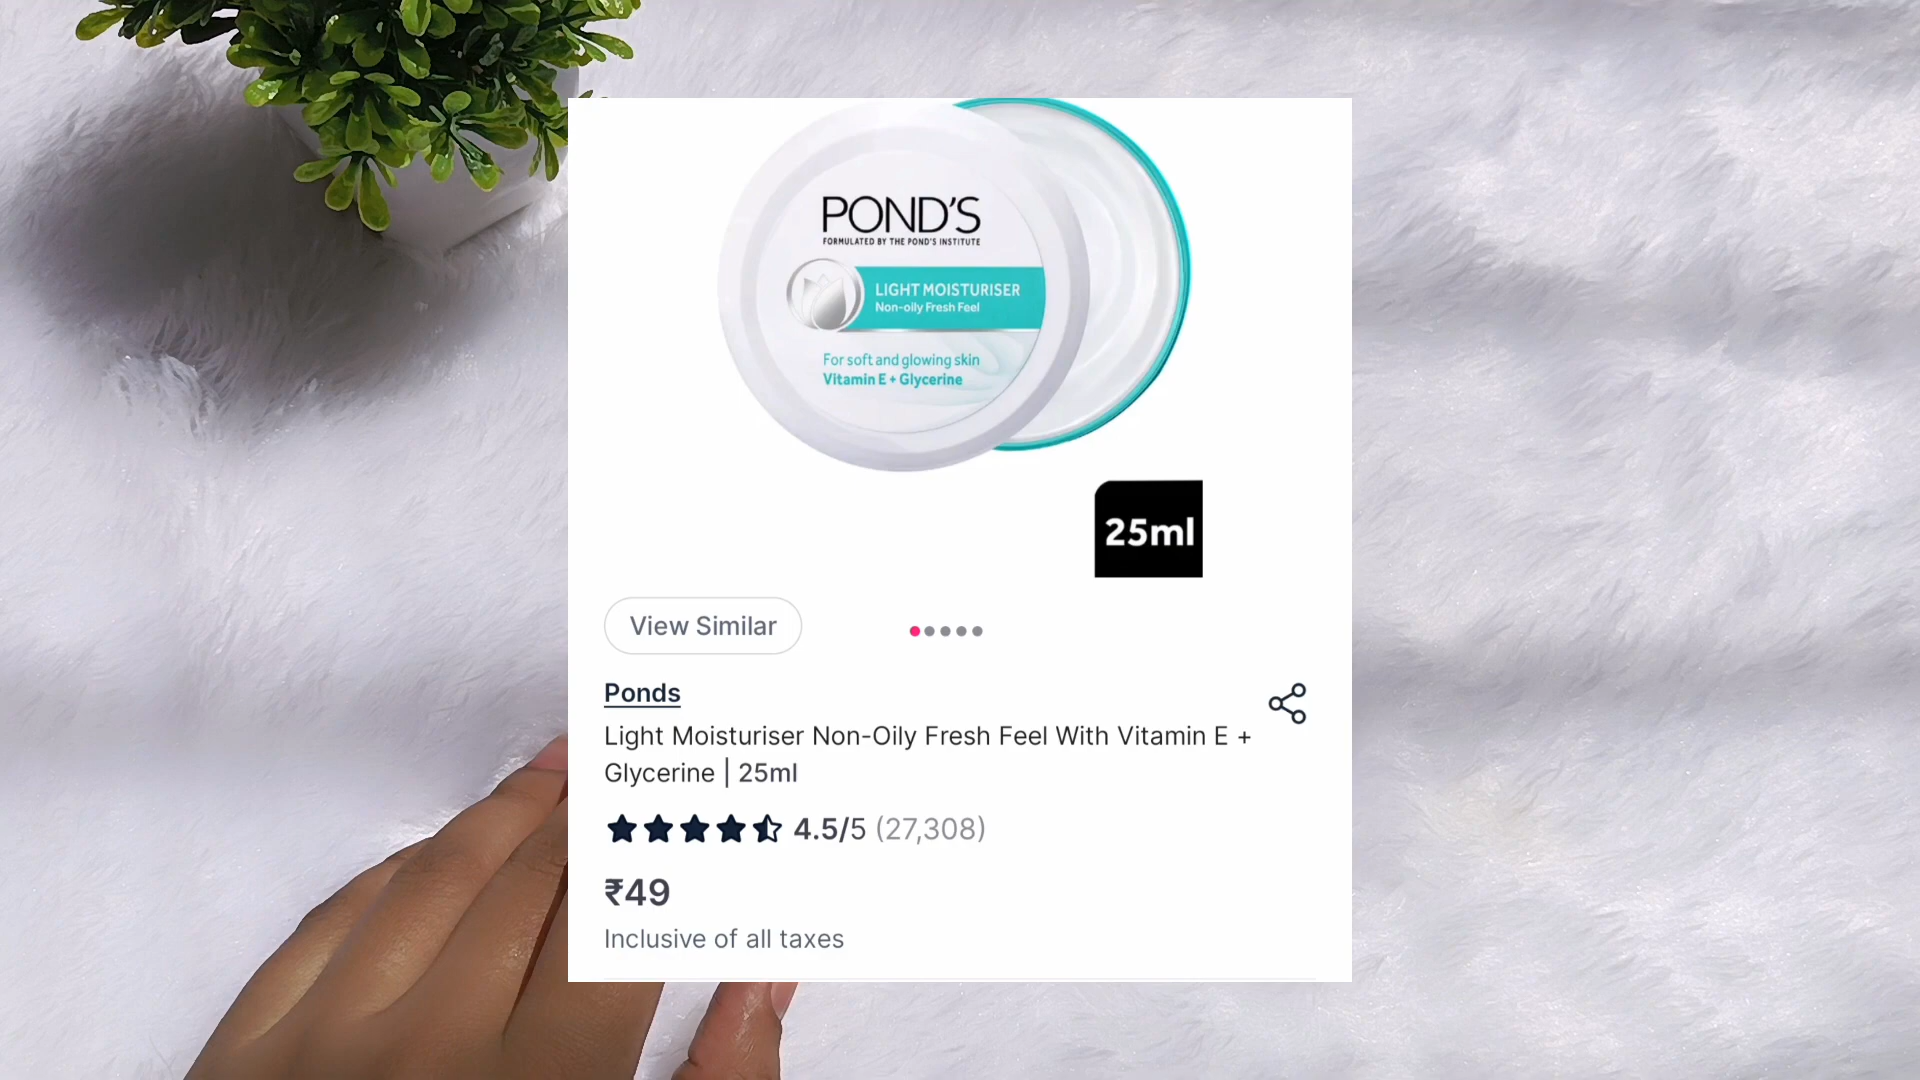 POND'S
FORMULATED BY THE POND'S INSTITUTE
LIGHT MOISTURISER
Non-oily Fresh Feel
For soft and glowing skin
Vitamin E + Glycerine
25ml
View Similar
Ponds
Light Moisturiser Non-Oily Fresh Feel With Vitamin E +
Glycerine | 25ml
4.5/5 (27,308)
₹49
Inclusive of all taxes